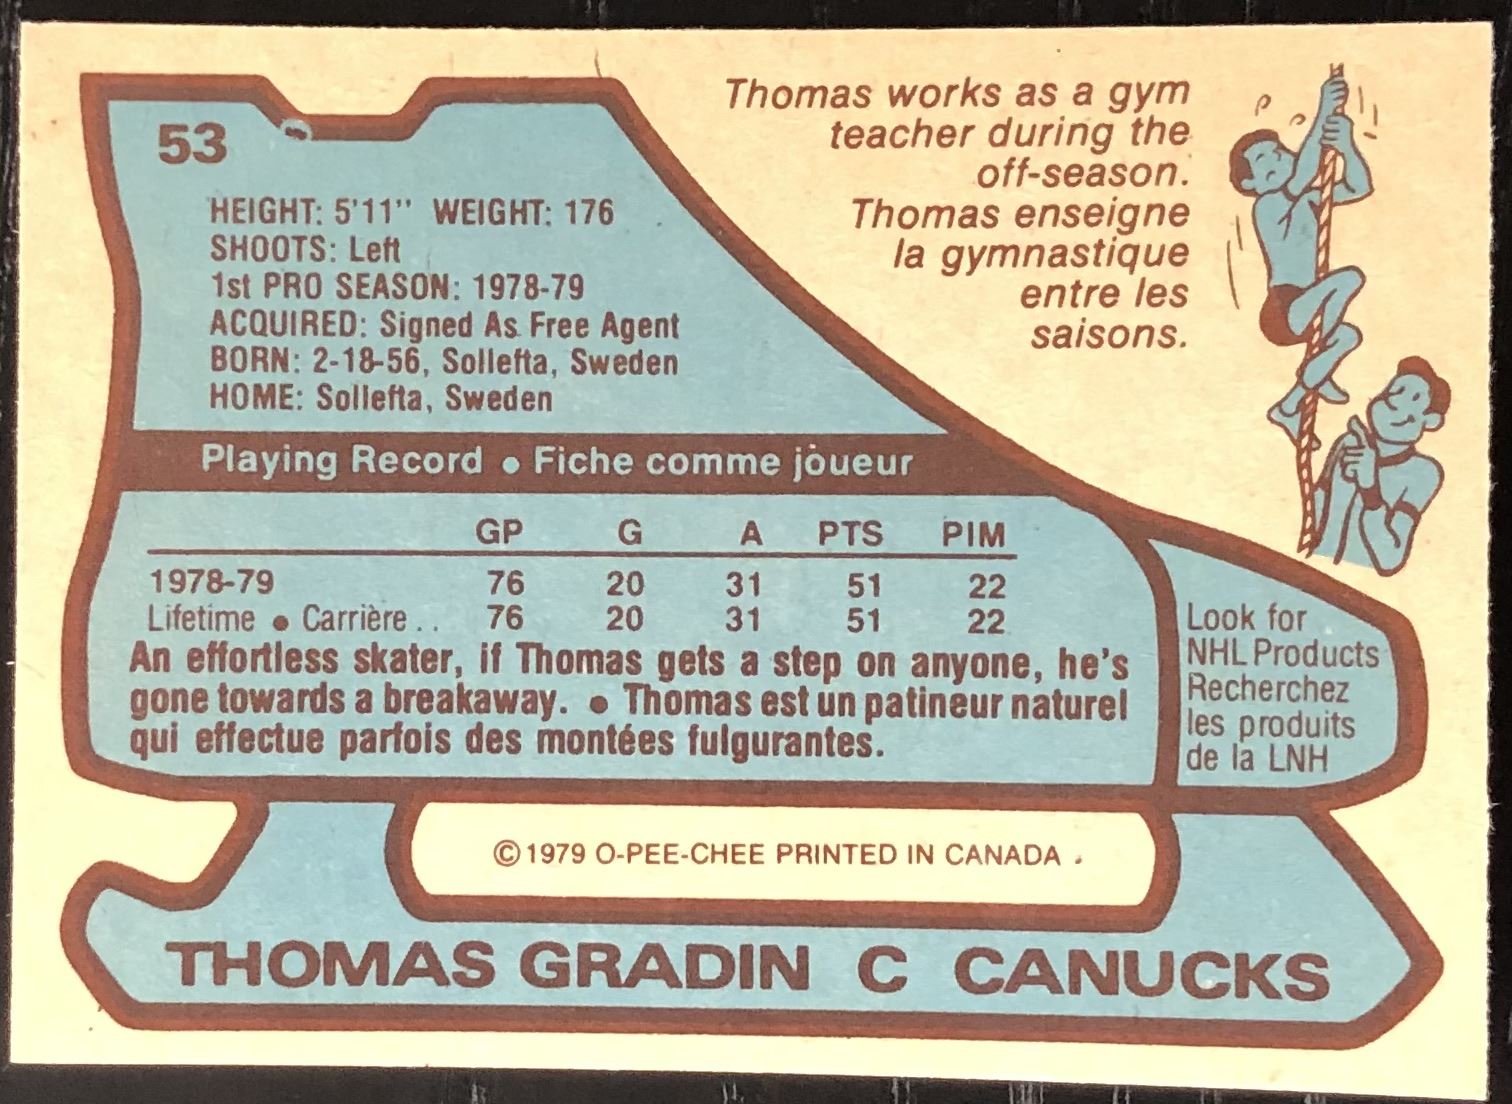 53
HEIGHT: 5'11" WEIGHT: 176
SHOOTS: Left
1st PRO SEASON: 1978-79
ACQUIRED: Signed As Free Agent
BORN: 2-18-56, Sollefta, Sweden
HOME: Sollefta, Sweden
Thomas works as a gym
teacher during the
off-season.
Thomas enseigne
la gymnastique
entre les
saisons.
Playing Record • Fiche comme joueur
GP G A PTS PIM
1978-79 76 20 31 51 22
Lifetime • Carrière .. 76 20 31 51 22
An effortless skater, if Thomas gets a step on anyone, he's
gone towards a breakaway. • Thomas est un patineur naturel
qui effectue parfois des montées fulgurantes.
Look for
NHL Products
Recherchez
les produits
de la LNH
©1979 O-PEE-CHEE PRINTED IN CANADA.
THOMAS GRADIN C CANUCKS